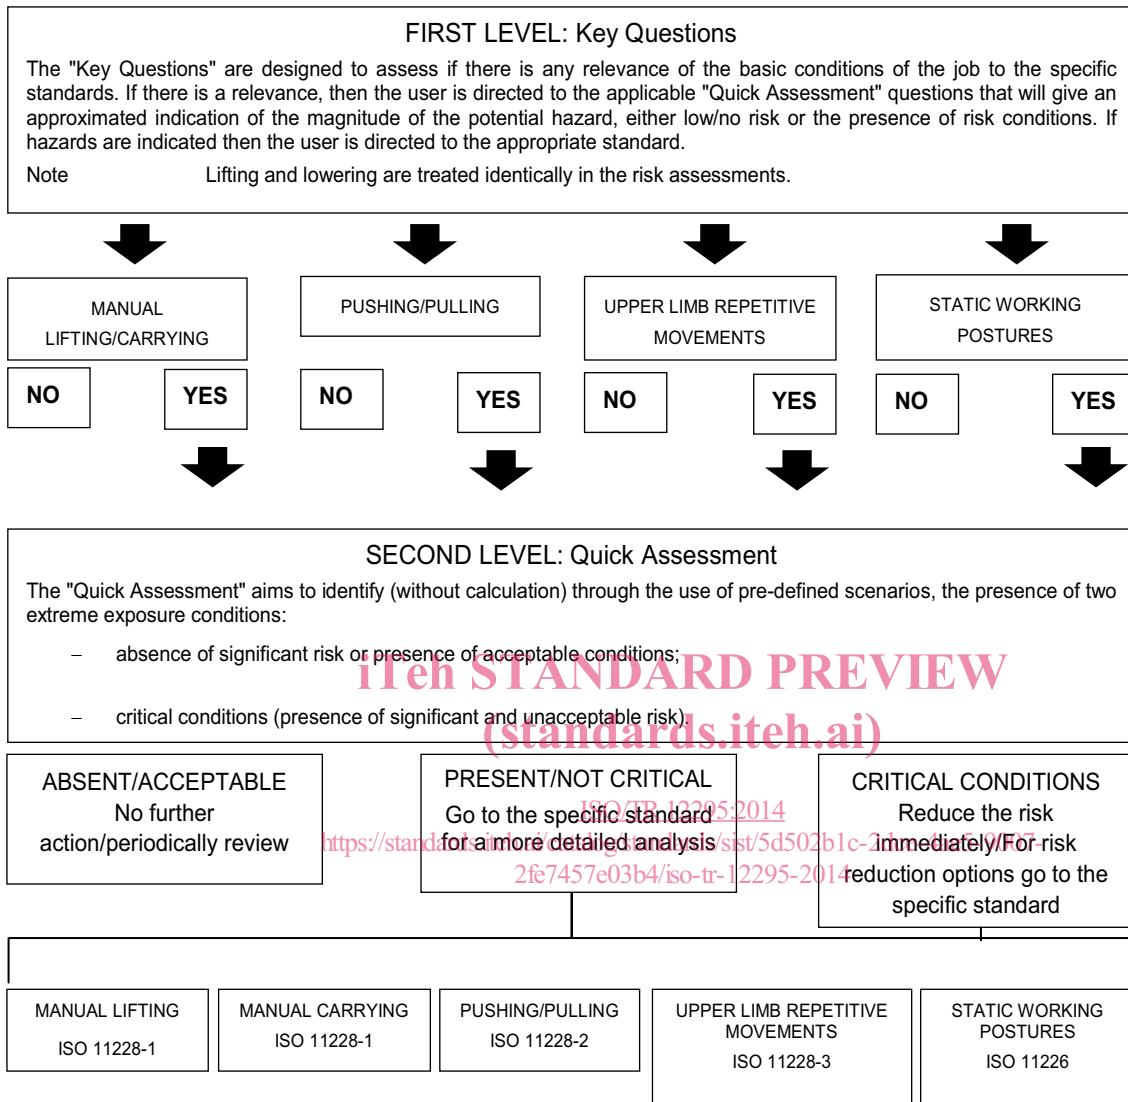 FIRST LEVEL: Key Questions
The "Key Questions" are designed to assess if there is any relevance of the basic conditions of the job to the specific
standards. If there is a relevance, then the user is directed to the applicable "Quick Assessment" questions that will give an
approximated indication of the magnitude of the potential hazard, either low/no risk or the presence of risk conditions. If
hazards are indicated then the user is directed to the appropriate standard.
Note Lifting and lowering are treated identically in the risk assessments.
MANUAL
LIFTING/CARRYING
PUSHING/PULLING
UPPER LIMB REPETITIVE
MOVEMENTS
STATIC WORKING
POSTURES
NO YES NO YES NO YES NO YES
SECOND LEVEL: Quick Assessment
The "Quick Assessment" aims to identify (without calculation) through the use of pre-defined scenarios, the presence of two
extreme exposure conditions:
– absence of significant risk or presence of acceptable conditions;
– critical conditions (presence of significant and unacceptable risk).
iTeh STANDARD PREVIEW
(standards.iteh.ai)
ABSENT/ACCEPTABLE
No further
action/periodically review
PRESENT/NOT CRITICAL
Go to the specific standard
for a more detailed analysis
CRITICAL CONDITIONS
Reduce the risk
immediately/For risk
reduction options go to the
specific standard
ISO/TR 12295:2014
2fe7457e03b4/iso-tr-12295-2014
MANUAL LIFTING
ISO 11228-1
MANUAL CARRYING
ISO 11228-1
PUSHING/PULLING
ISO 11228-2
UPPER LIMB REPETITIVE
MOVEMENTS
ISO 11228-3
STATIC WORKING
POSTURES
ISO 11226